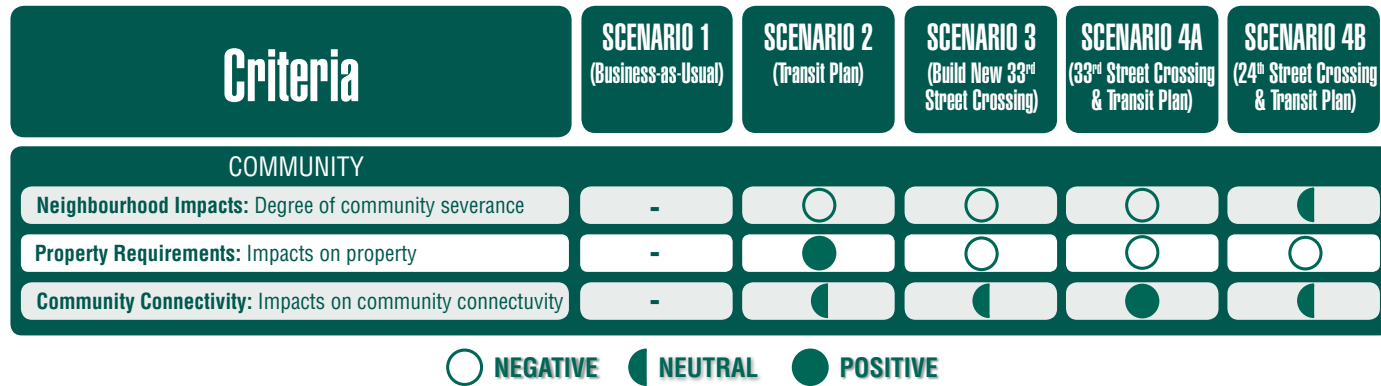 Criteria
SCENARIO 1
(Business-as-Usual)
SCENARIO 2
(Transit Plan)
SCENARIO 3
(Build New 33rd
Street Crossing)
SCENARIO 4A
(33rd Street Crossing
& Transit Plan)
SCENARIO 4B
(24th Street Crossing
& Transit Plan)
COMMUNITY
Neighbourhood Impacts: Degree of community severance -
Property Requirements: Impacts on property -
Community Connectivity: Impacts on community connectuvity -
NEGATIVE NEUTRAL POSITIVE